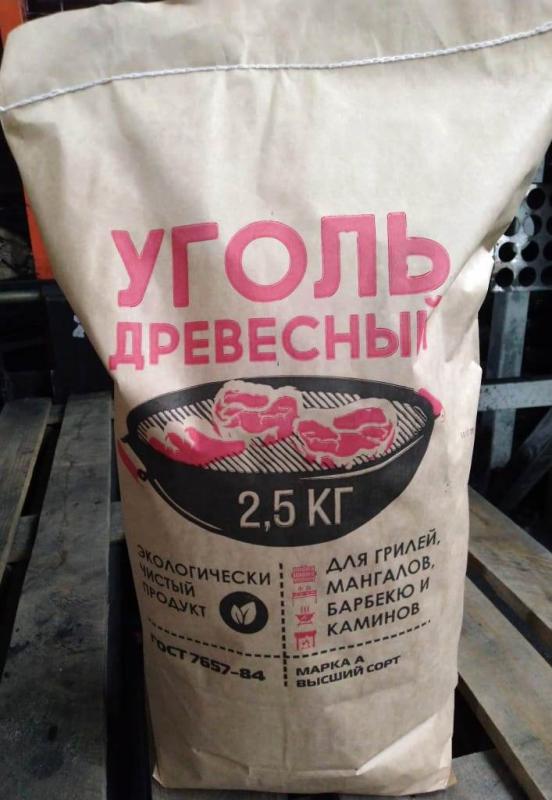 УГОЛЬ
ДРЕВЕСНЫЙ
2,5 КГ
ЭКОЛОГИЧЕСКИ
ЧИСТЫЙ
ПРОДУКТ
ДЛЯ ГРИЛЕЙ,
МАНГАЛОВ,
БАРБЕКЮ И
КАМИНОВ
ГОСТ 7657-84
МАРКА А
ВЫСШИЙ СОРТ